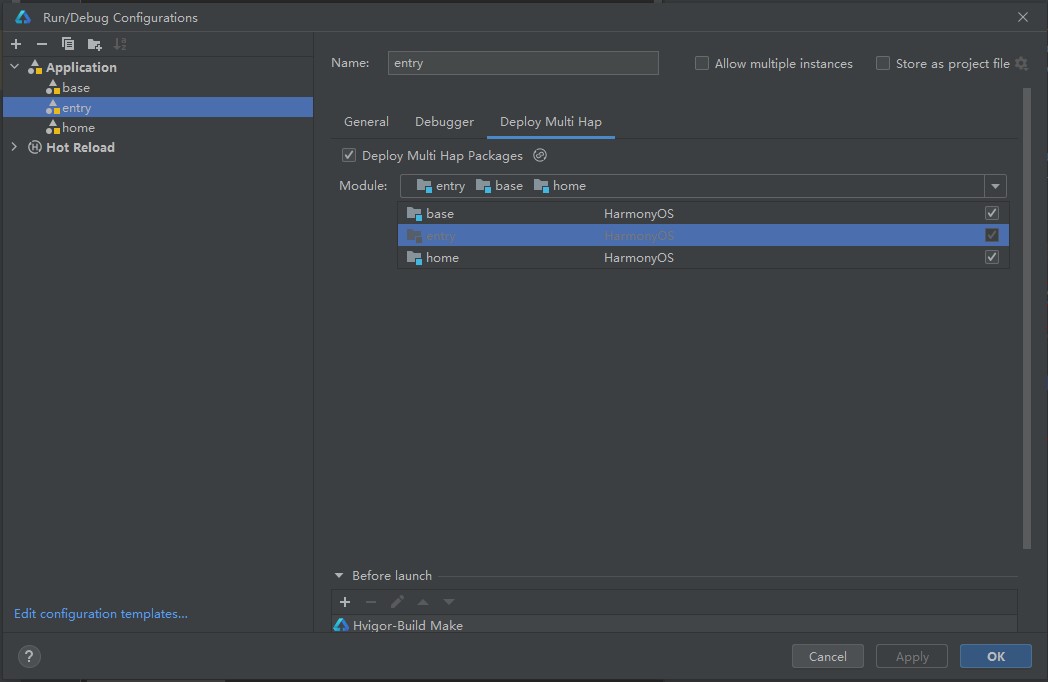 Run/Debug Configurations
Application
base
entry
home
Hot Reload
Edit configuration templates...
Name: entry Allow multiple instances Store as project file
General Debugger Deploy Multi Hap
Deploy Multi Hap Packages
Module: entry base home
base HarmonyOS
entry HarmonyOS
home HarmonyOS
Before launch
Hvigor-Build Make
? Cancel Apply OK